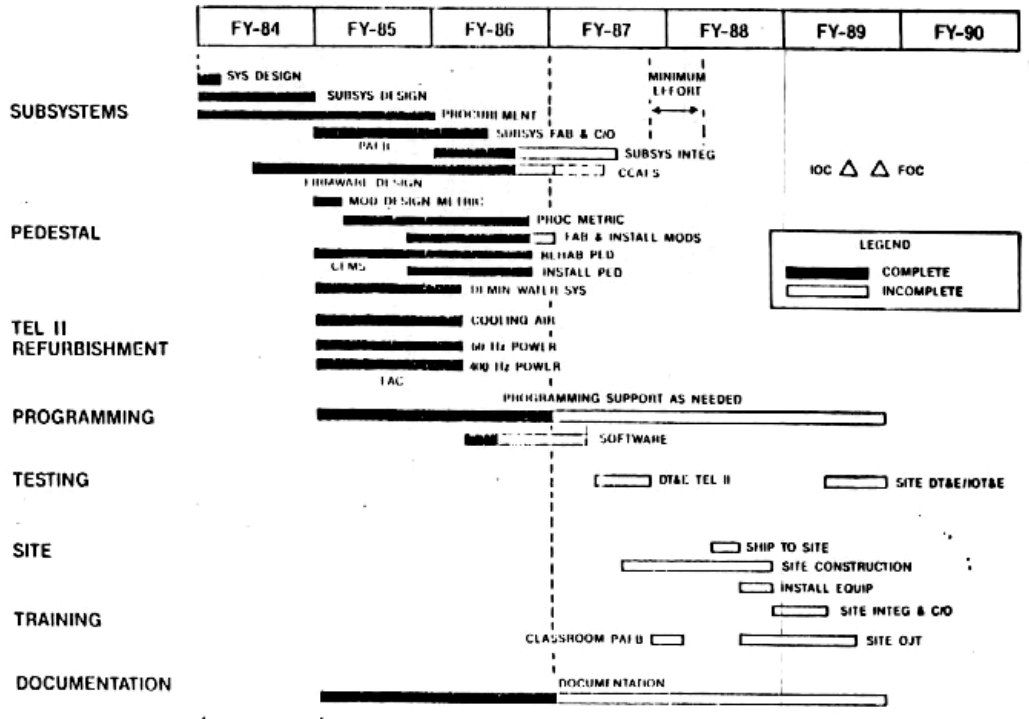 FY-84 FY-85 FY-86 FY-87 FY-88 FY-89 FY-90
SYS DESIGN
MINIMUM
EFFORT
SUBSYS DESIGN
SUBSYSTEMS
PROCUREMENT
SUBSYS FAB & C/O
PAFB
SUBSYS INTEG
CCAFS
IOC △ △ FOC
FIRMWARE DESIGN
MOD DESIGN METRIC
PROC METRIC
PEDESTAL
FAB & INSTALL MODS
LEGEND
REHAB PED
CEMS
INSTALL PED
COMPLETE
DEMIN WATER SYS
INCOMPLETE
COOLING AIR
TEL II
REFURBISHMENT
60 Hz POWER
400 Hz POWER
FAC
PROGRAMMING SUPPORT AS NEEDED
PROGRAMMING
SOFTWARE
TESTING
DT&E TEL II
SITE DT&E/IOT&E
SITE
SHIP TO SITE
SITE CONSTRUCTION
INSTALL EQUIP
TRAINING
SITE INTEG & C/O
CLASSROOM PAFB
SITE OJT
DOCUMENTATION
DOCUMENTATION